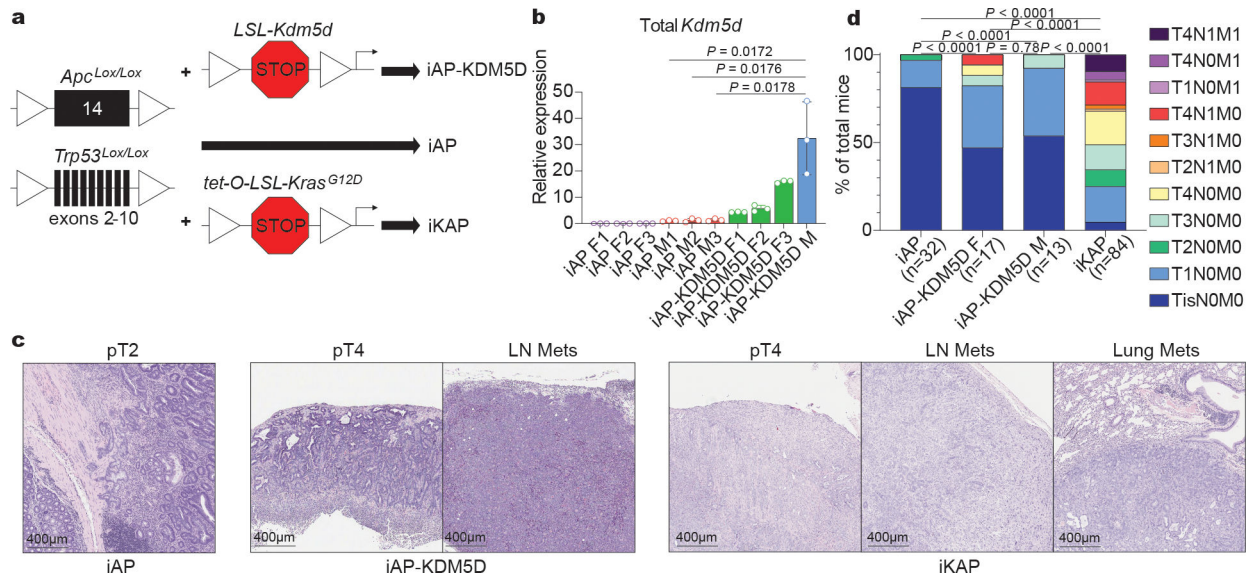 a
Apc Lox/Lox
14
Trp53 Lox/Lox
exons 2-10
+
LSL-Kdm5d
STOP
iAP-KDM5D
iAP
tet-O-LSL-Kras G12D
+
STOP
iKAP
b
Total Kdm5d
P = 0.0172
P = 0.0176
P = 0.0178
Relative expression
50
40
30
20
10
0
iAP F1
iAP F2
iAP F3
iAP M1
iAP M2
iAP M3
iAP-KDM5D F1
iAP-KDM5D F2
iAP-KDM5D F3
iAP-KDM5D M
d
P < 0.0001
P < 0.0001
P < 0.0001
P < 0.0001 P = 0.78 P < 0.0001
% of total mice
100
50
0
iAP
(n=32)
iAP-KDM5D F
(n=17)
iAP-KDM5D M
(n=13)
iKAP
(n=84)
T4N1M1
T4N0M1
T1N0M1
T4N1M0
T3N1M0
T2N1M0
T4N0M0
T3N0M0
T2N0M0
T1N0M0
TisN0M0
c
pT2
400µm
iAP
pT4
LN Mets
400µm
iAP-KDM5D
pT4
LN Mets
Lung Mets
400µm
400µm
400µm
iKAP